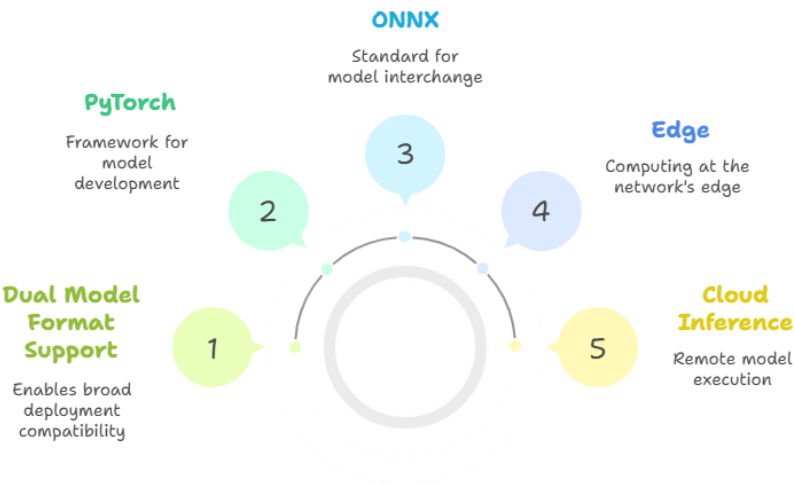 ONNX
Standard for
model interchange
PyTorch
Framework for
model
development
Edge
Computing at the
network's edge
3
2
4
Dual Model
Format
Support
Enables broad
deployment
compatibility
1
5
Cloud
Inference
Remote model
execution